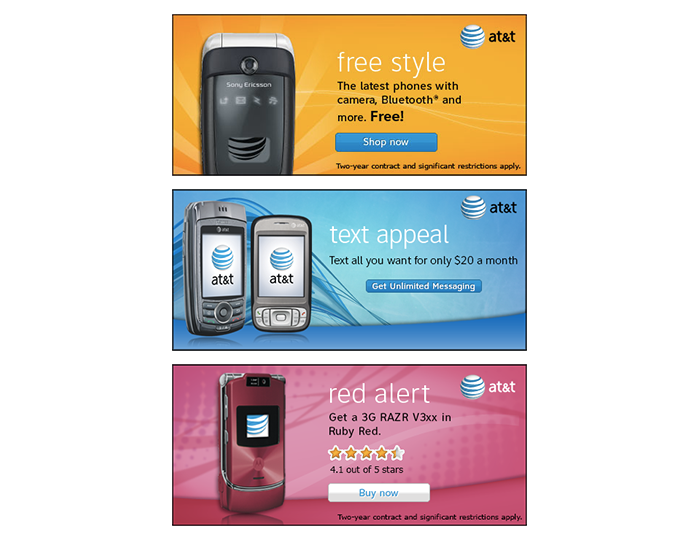 at&t
free style
Sony Ericsson
The latest phones with
camera, Bluetooth® and
more. Free!
Shop now
Two-year contract and significant restrictions apply.
at&t
text appeal
at&t
at&t
at&t
Text all you want for only $20 a month
Get Unlimited Messaging
at&t
red alert
Get a 3G RAZR V3xx in
Ruby Red.
4.1 out of 5 stars
Buy now
Two-year contract and significant restrictions apply.